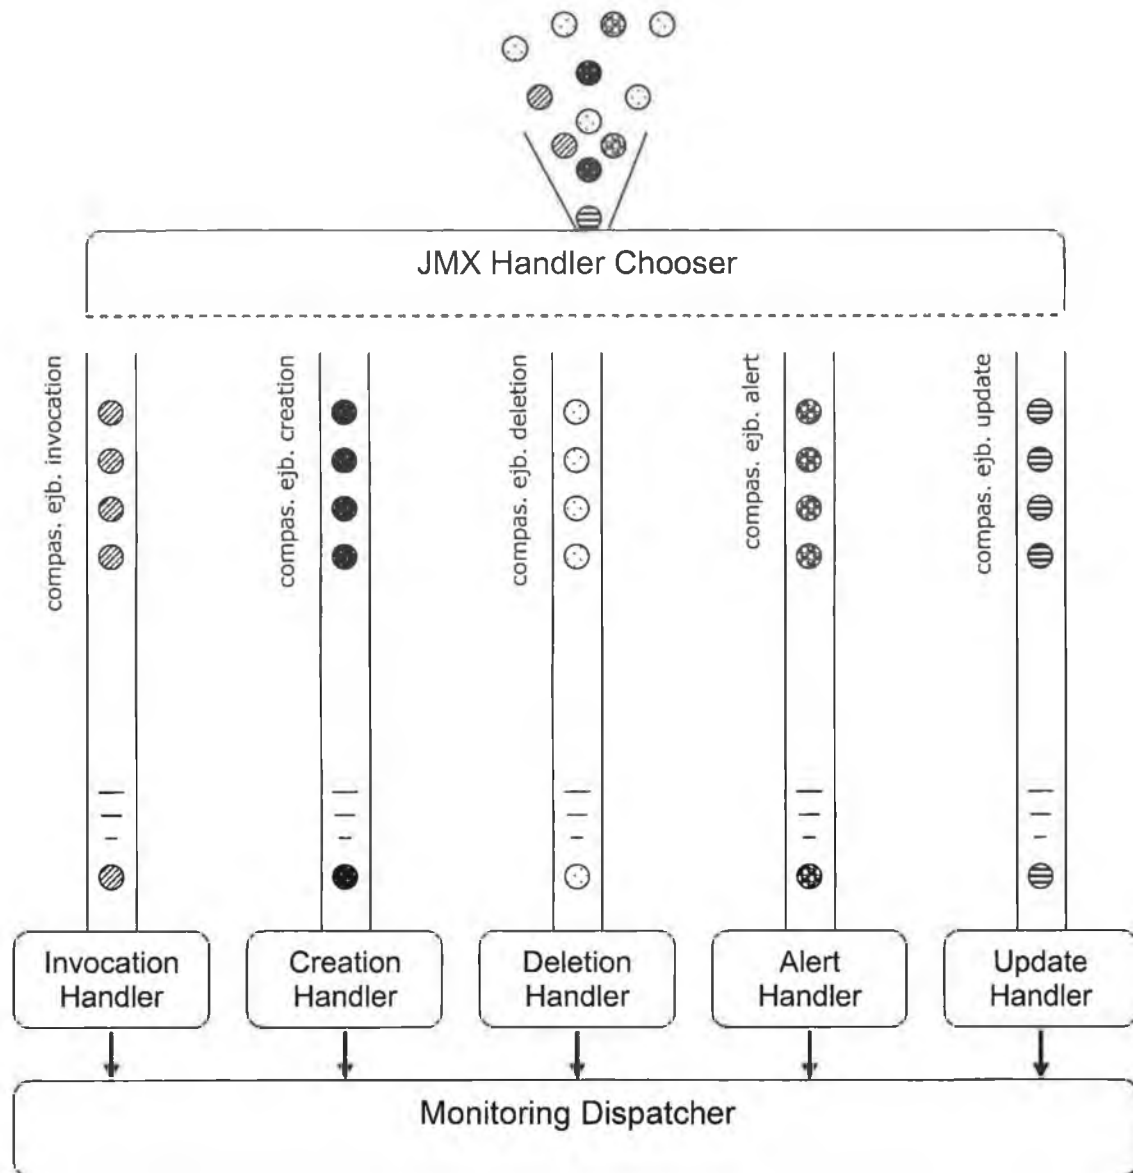 JMX Handler Chooser
compas. ejb. invocation
compas. ejb. creation
compas. ejb. deletion
compas. ejb. alert
compas. ejb. update
Invocation
Handler
Creation
Handler
Deletion
Handler
Alert
Handler
Update
Handler
Monitoring Dispatcher